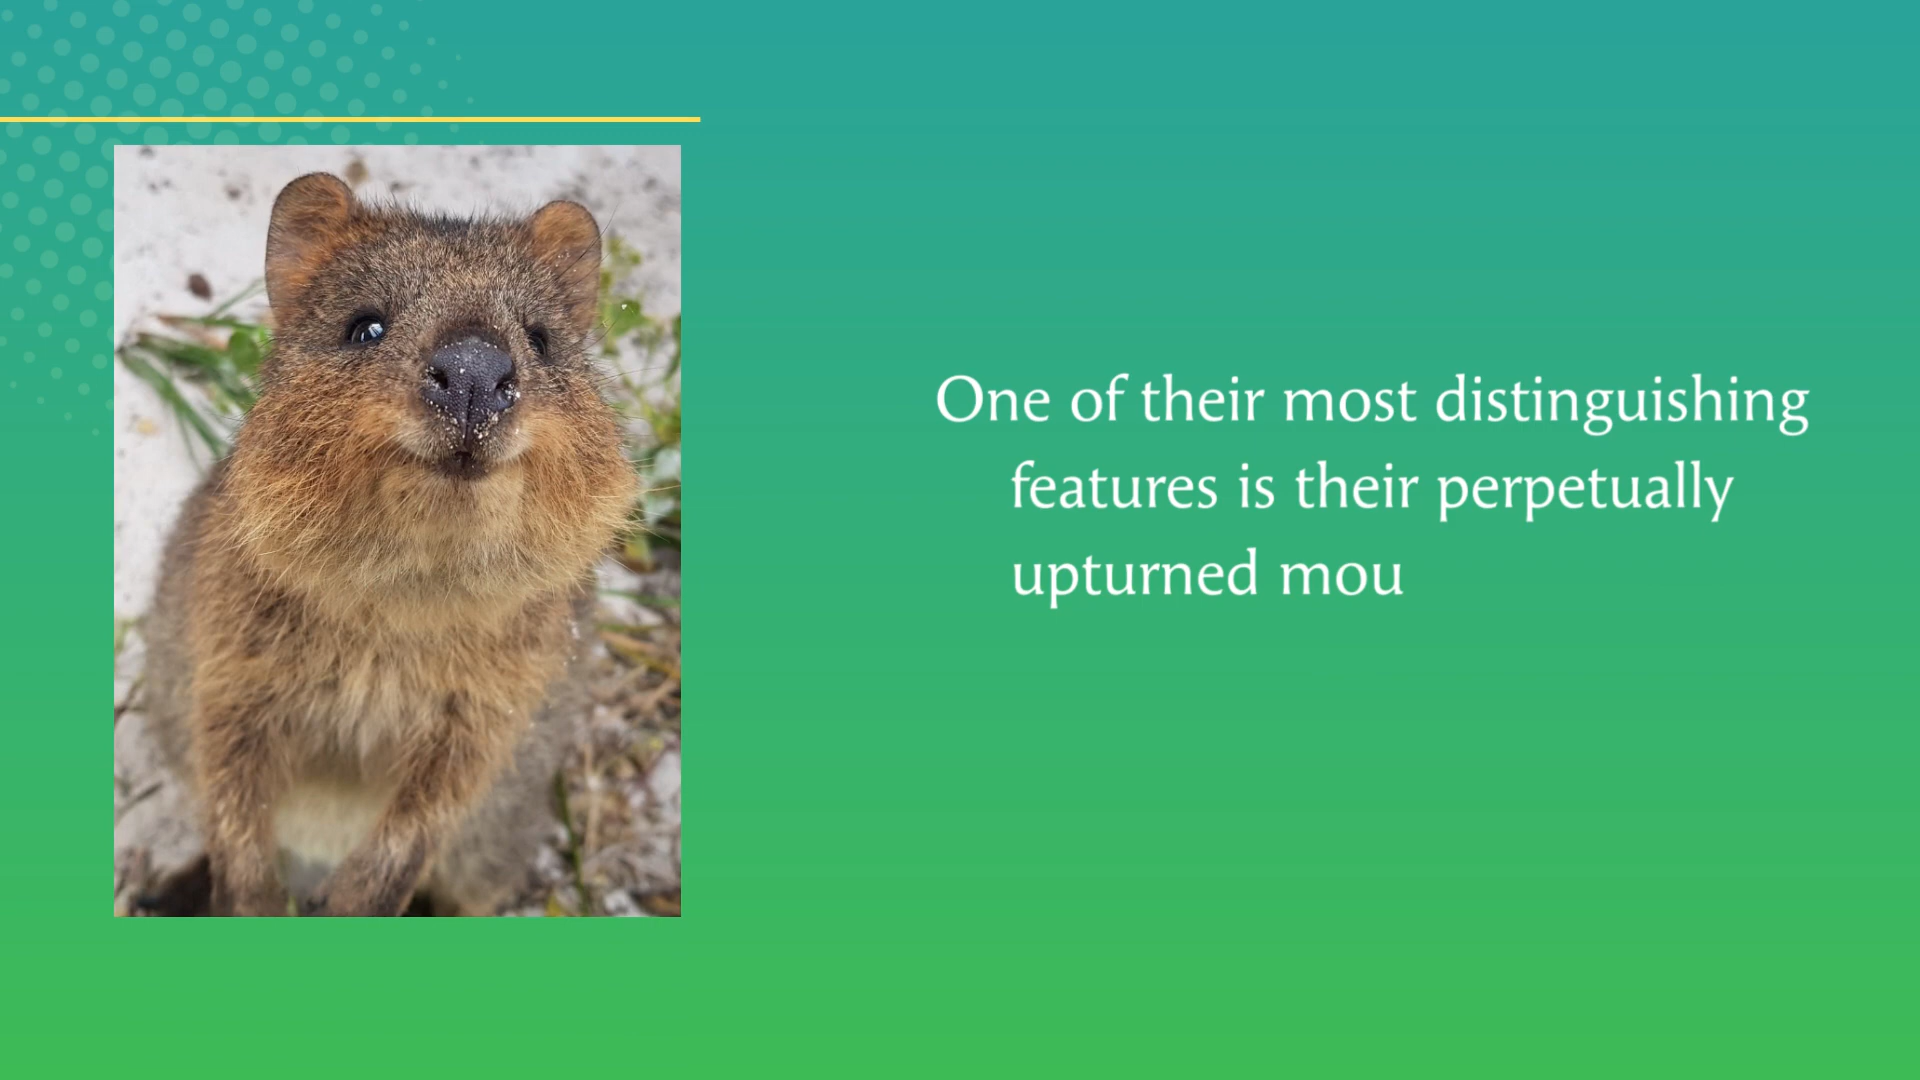 One of their most distinguishing
features is their perpetually
upturned mou